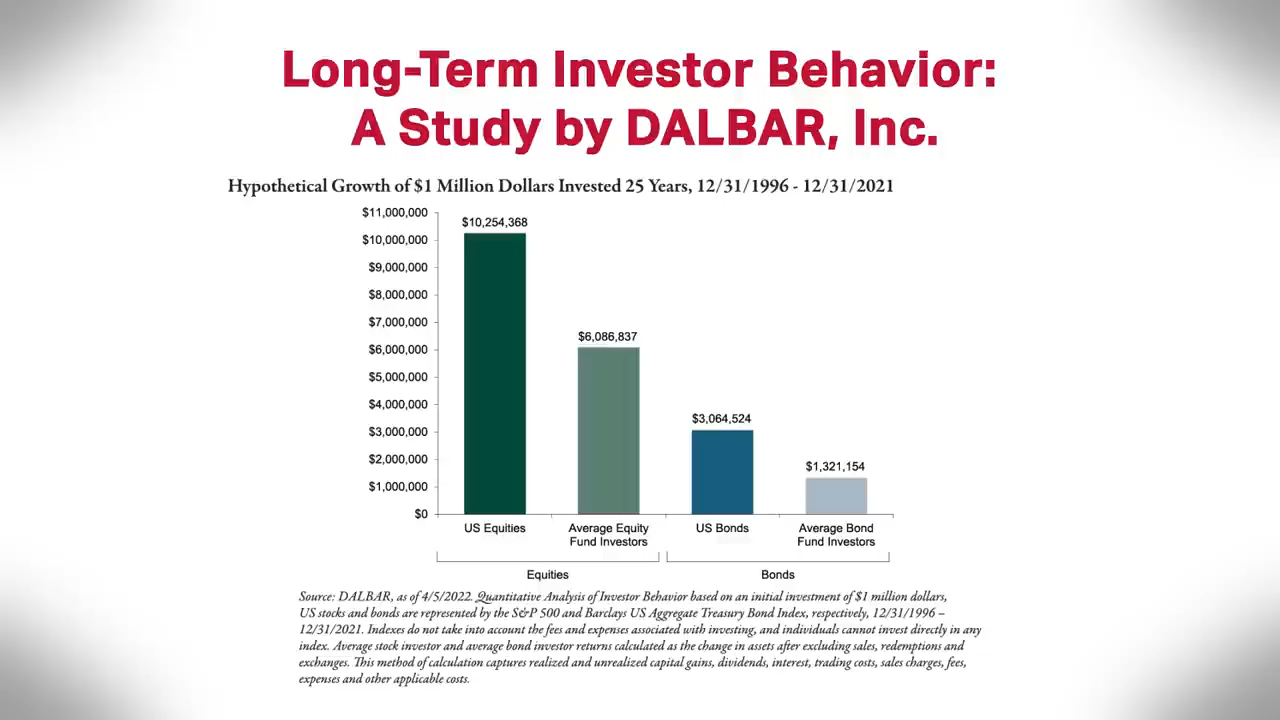 Long-Term Investor Behavior:
A Study by DALBAR, Inc.
Hypothetical Growth of $1 Million Dollars Invested 25 Years, 12/31/1996 - 12/31/2021
$11,000,000
$10,000,000
$9,000,000
$8,000,000
$7,000,000
$6,000,000
$5,000,000
$4,000,000
$3,000,000
$2,000,000
$1,000,000
$0
$10,254,368
$6,086,837
$3,064,524
$1,321,154
US Equities
Average Equity
Fund Investors
US Bonds
Average Bond
Fund Investors
Equities
Bonds
Source: DALBAR, as of 4/5/2022. Quantitative Analysis of Investor Behavior based on an initial investment of $1 million dollars,
US stocks and bonds are represented by the S&P 500 and Barclays US Aggregate Treasury Bond Index, respectively, 12/31/1996 –
12/31/2021. Indexes do not take into account the fees and expenses associated with investing, and individuals cannot invest directly in any
index. Average stock investor and average bond investor returns calculated as the change in assets after excluding sales, redemptions and
exchanges. This method of calculation captures realized and unrealized capital gains, dividends, interest, trading costs, sales charges, fees,
expenses and other applicable costs.